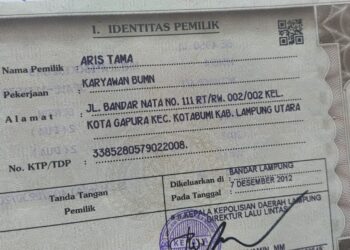 1. IDENTITAS PEMILIK
Nama Pemilik : ARIS TAMA
Pekerjaan : KARYAWAN BUMN
Alamat : JL. BANDAR NATA NO. 111 RT/RW. 002/002 KEL.
KOTA GAPURA KEC. KOTABUMI KAB. LAMPUNG UTARA
No. KTP/TDP : 3385280579022008.
Dikeluarkan di : BANDAR LAMPUNG
Pada Tanggal : 7 DESEMBER 2012
Tanda Tangan
Pemilik
KEPALA KEPOLISIAN DAERAH LAMPUNG
DIREKTUR LALU LINTAS